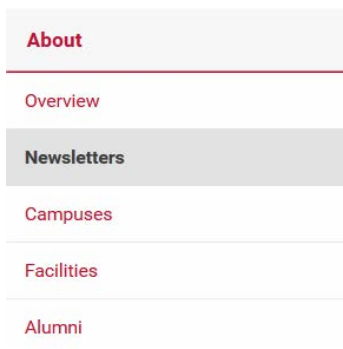 About
Overview
Newsletters
Campuses
Facilities
Alumni